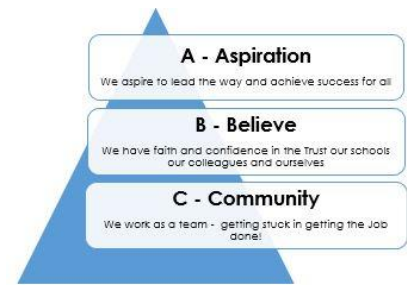 A - Aspiration
We aspire to lead the way and achieve success for all
B - Believe
We have faith and confidence in the Trust our schools
our colleagues and ourselves
C - Community
We work as a team - getting stuck in getting the Job
done!